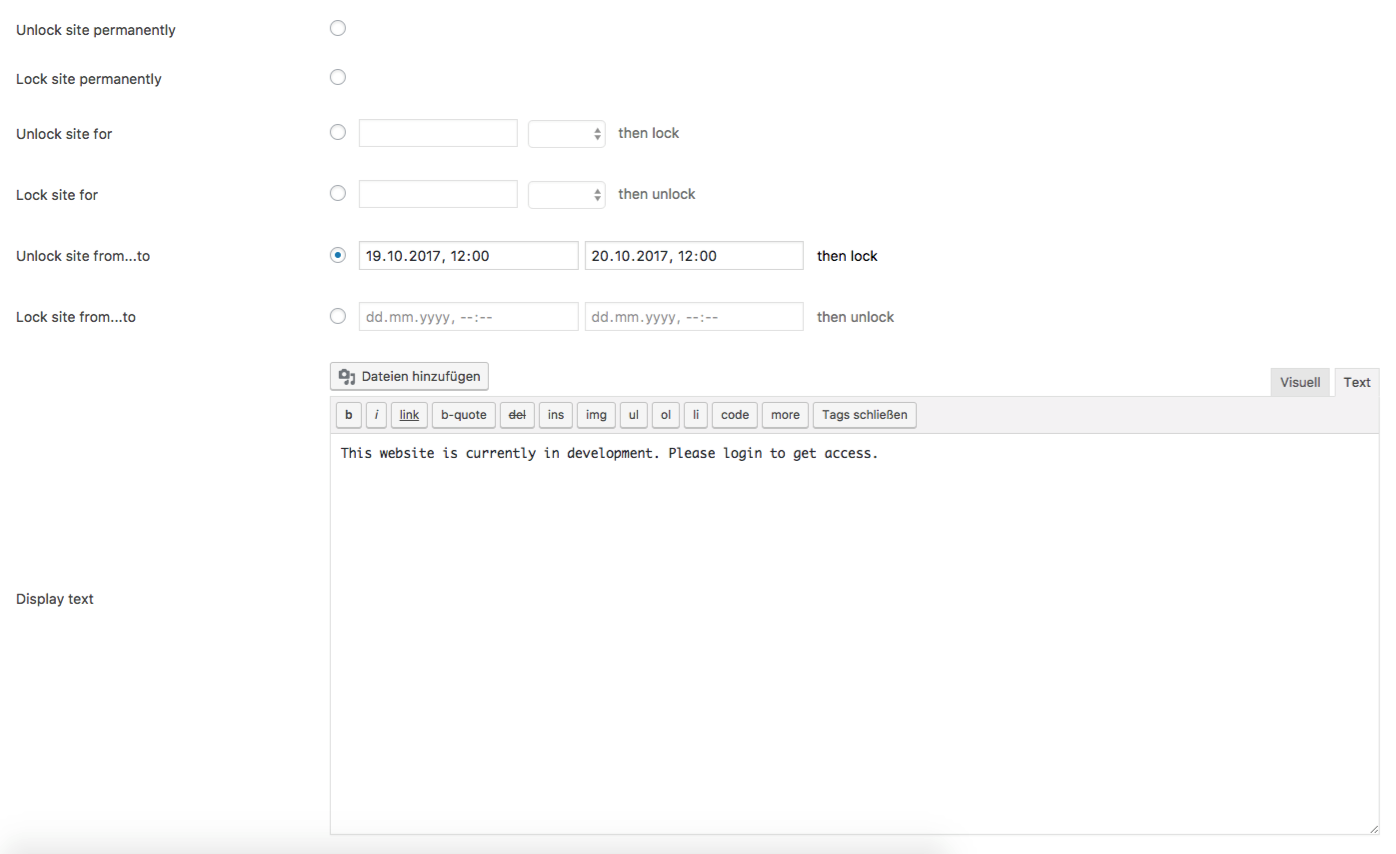 Unlock site permanently
Lock site permanently
Unlock site for then lock
Lock site for then unlock
Unlock site from...to 19.10.2017, 12:00 20.10.2017, 12:00 then lock
Lock site from...to dd.mm.yyyy, --:-- dd.mm.yyyy, --:-- then unlock
Dateien hinzufügen Visuell Text
b i link b-quote del ins img ul ol li code more Tags schließen
This website is currently in development. Please login to get access.
Display text